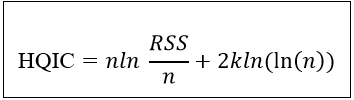 HQIC = nln RSS/n + 2kln(ln(n))